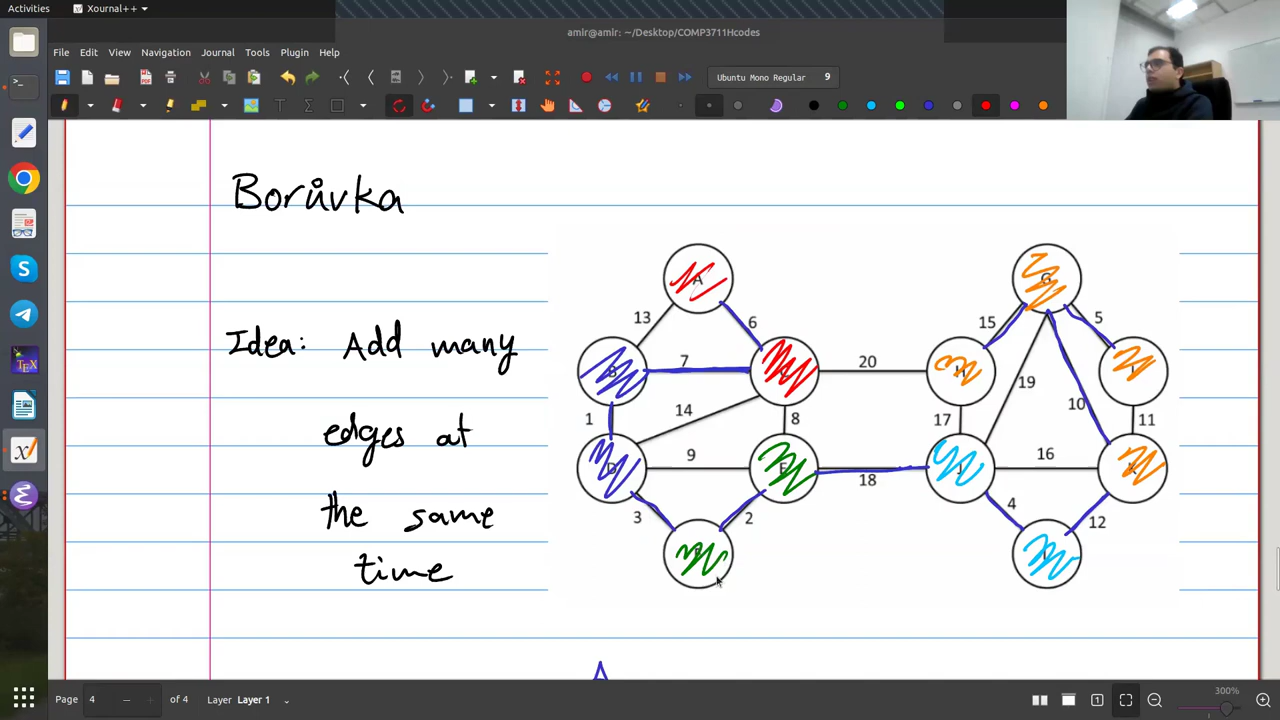 Activities Xournal++
amir@amir: ~/Desktop/COMP3711Hcodes
File Edit View Navigation Journal Tools Plugin Help
Ubuntu Mono Regular 9
Borůvka
Idea: Add many
edges at
the same
time
A
G
13
6
15
5
B
7
20
19
10
1
14
8
17
11
D
9
E
18
J
16
K
3
2
4
12
Page 4 of 4 Layer Layer 1
300%